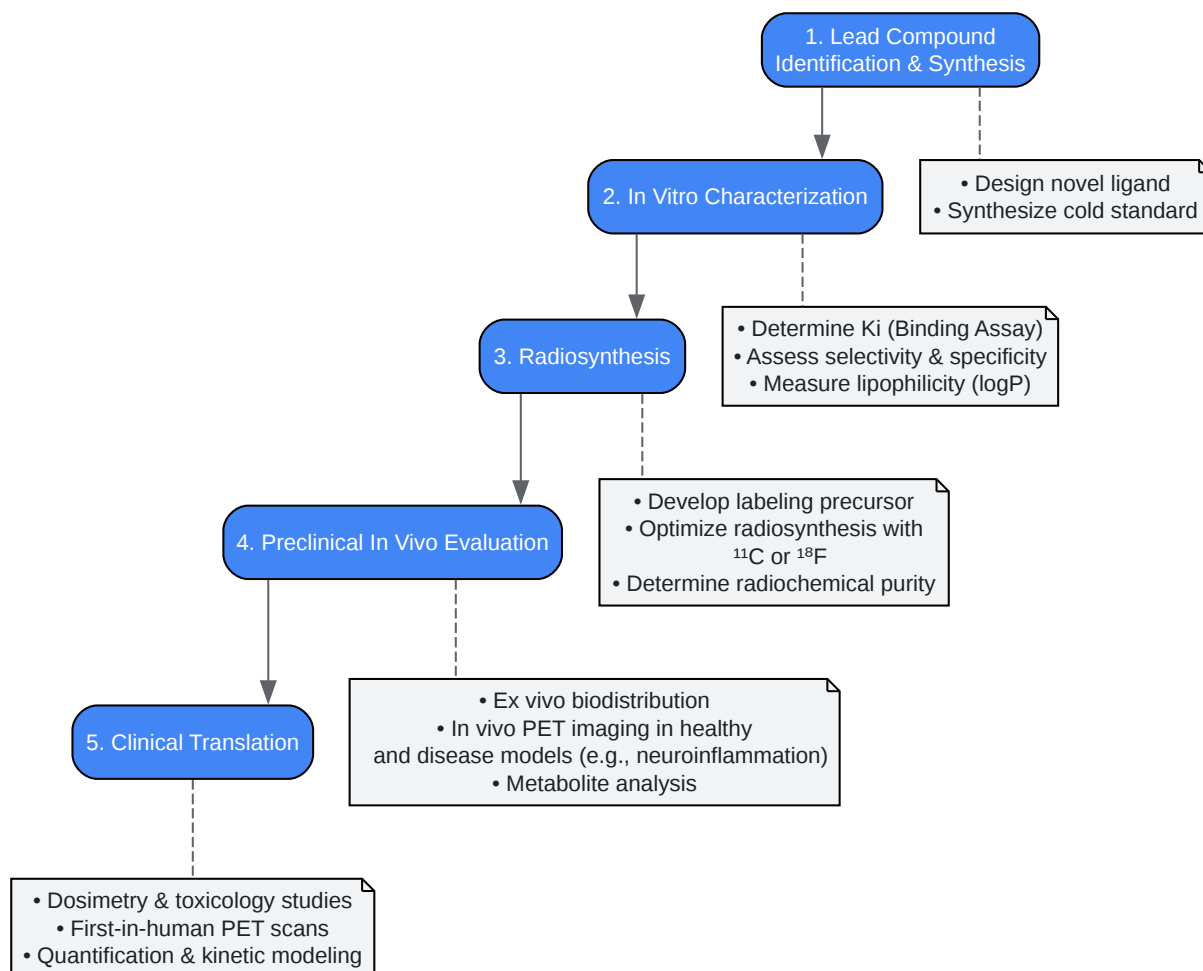 1. Lead Compound
Identification & Synthesis
• Design novel ligand
• Synthesize cold standard
2. In Vitro Characterization
• Determine Ki (Binding Assay)
• Assess selectivity & specificity
• Measure lipophilicity (logP)
3. Radiosynthesis
• Develop labeling precursor
• Optimize radiosynthesis with
¹¹C or ¹⁸F
• Determine radiochemical purity
4. Preclinical In Vivo Evaluation
• Ex vivo biodistribution
• In vivo PET imaging in healthy
and disease models (e.g., neuroinflammation)
• Metabolite analysis
5. Clinical Translation
• Dosimetry & toxicology studies
• First-in-human PET scans
• Quantification & kinetic modeling